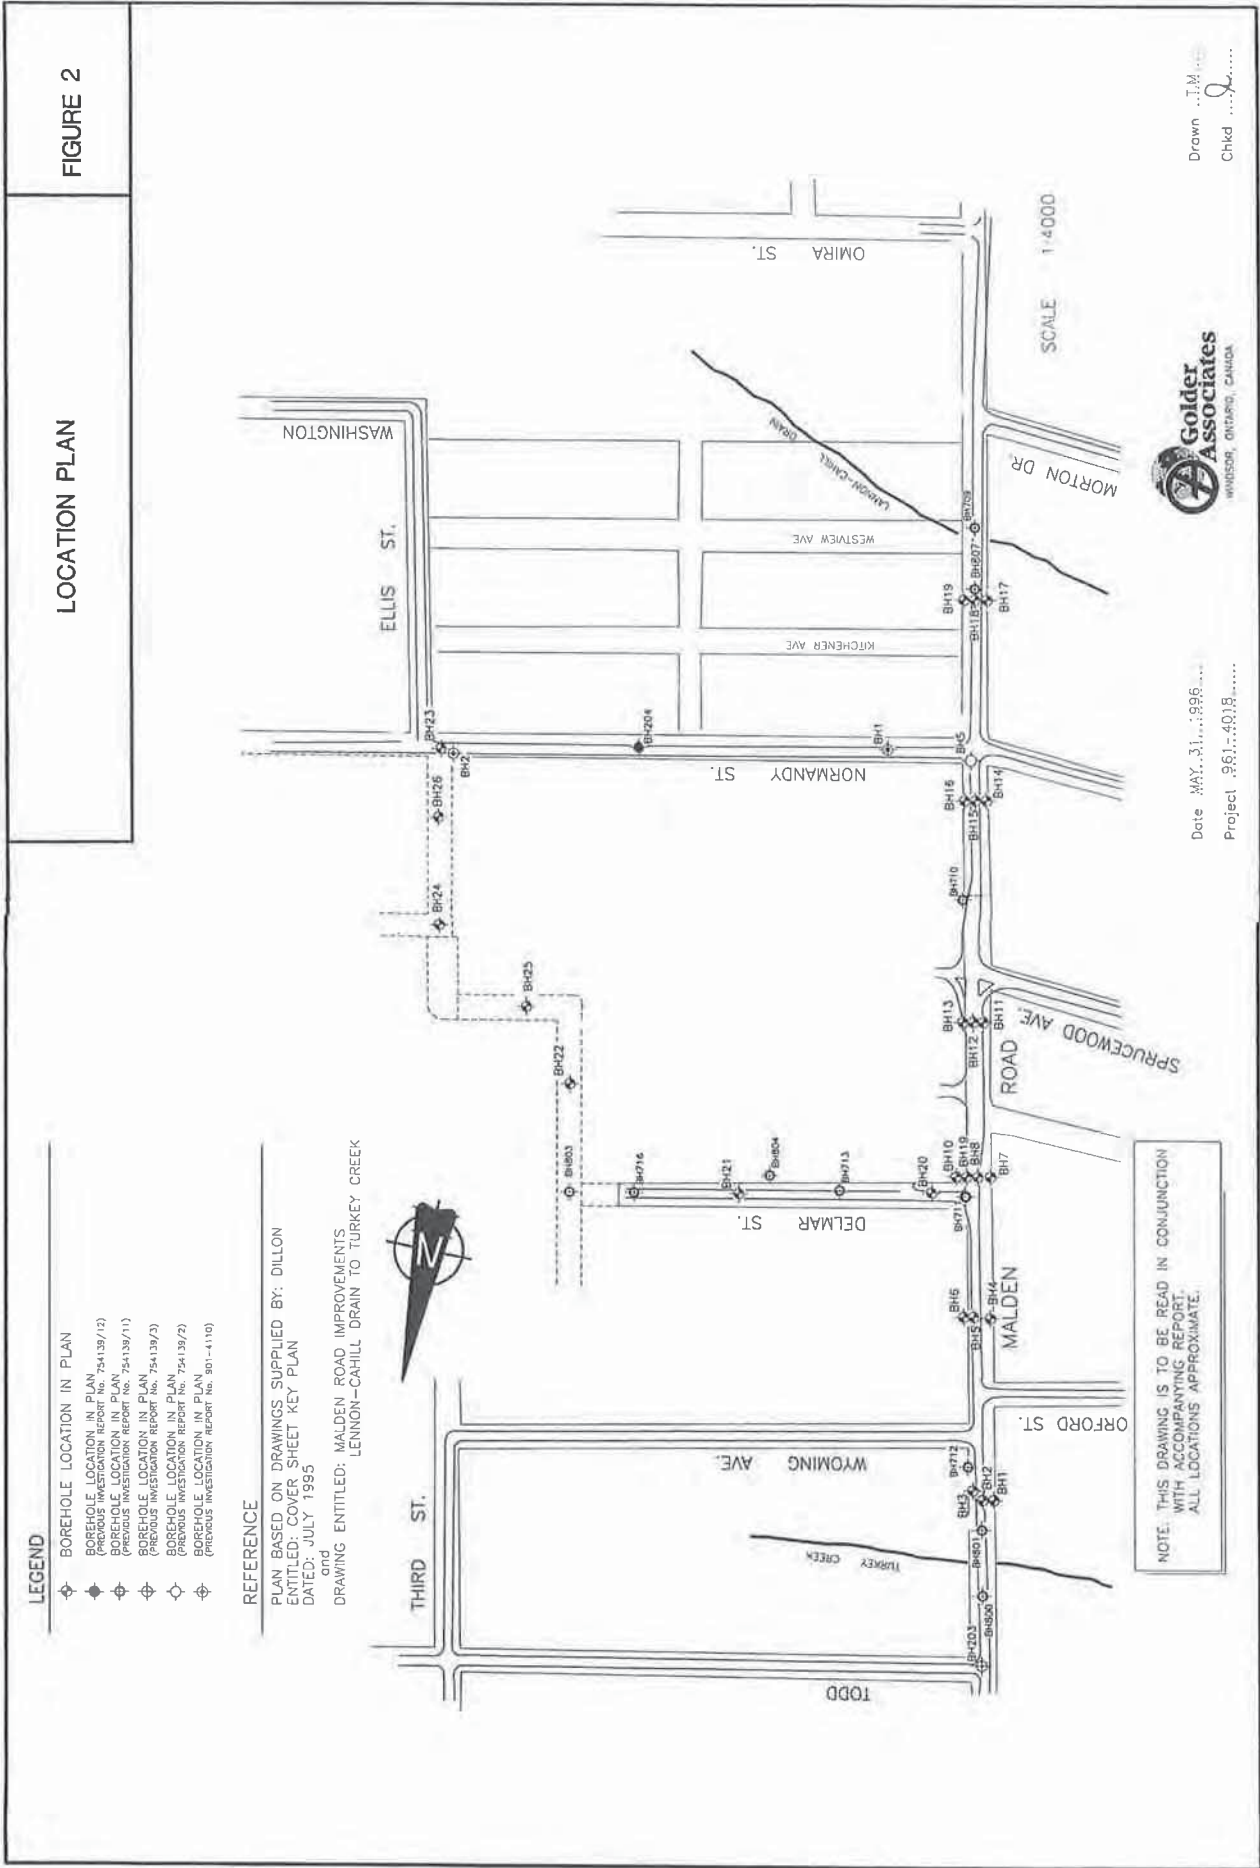 LOCATION PLAN
FIGURE 2
LEGEND
BOREHOLE LOCATION IN PLAN
BOREHOLE LOCATION IN PLAN
(PREVIOUS INVESTIGATION REPORT No. 754139/12)
BOREHOLE LOCATION IN PLAN
(PREVIOUS INVESTIGATION REPORT No. 754139/11)
BOREHOLE LOCATION IN PLAN
(PREVIOUS INVESTIGATION REPORT No. 754139/3)
BOREHOLE LOCATION IN PLAN
(PREVIOUS INVESTIGATION REPORT No. 754139/2)
BOREHOLE LOCATION IN PLAN
(PREVIOUS INVESTIGATION REPORT No. 901-4110)
REFERENCE
PLAN BASED ON DRAWINGS SUPPLIED BY: DILLON
ENTITLED: COVER SHEET KEY PLAN
DATED: JULY 1995
and
DRAWING ENTITLED: MALDEN ROAD IMPROVEMENTS
LENNON-CAHILL DRAIN TO TURKEY CREEK
N
THIRD ST.
ELLIS ST.
WASHINGTON
BH23
BH2
BH26
BH24
BH25
BH22
BH803
BH716
BH21
BH804
BH713
BH20
DELMAR ST.
BH204
BH1
NORMANDY ST.
KITCHENER AVE
WESTVIEW AVE
LANNON-CAHILL
DRAIN
OMIRA ST.
TODD
TURKEY CREEK
WYOMING AVE.
BH203
BH800
BH801
BH3
BH2
BH1
BH712
ORFORD ST.
BH6
BH5
BH4
MALDEN
BH711
BH10
BH19
BH8
BH7
ROAD
BH13
BH12
BH11
SPRUCEWOOD AVE.
BH710
BH16
BH15
BH14
BH5
BH19
BH18
BH17
BH807
BH709
MORTON DR.
SCALE 1:4000
NOTE: THIS DRAWING IS TO BE READ IN CONJUNCTION
WITH ACCOMPANYING REPORT.
ALL LOCATIONS APPROXIMATE.
Date MAY. 31. 1996
Project 961-4018
Golder
Associates
WINDSOR, ONTARIO, CANADA
Drawn T.M.
Chkd